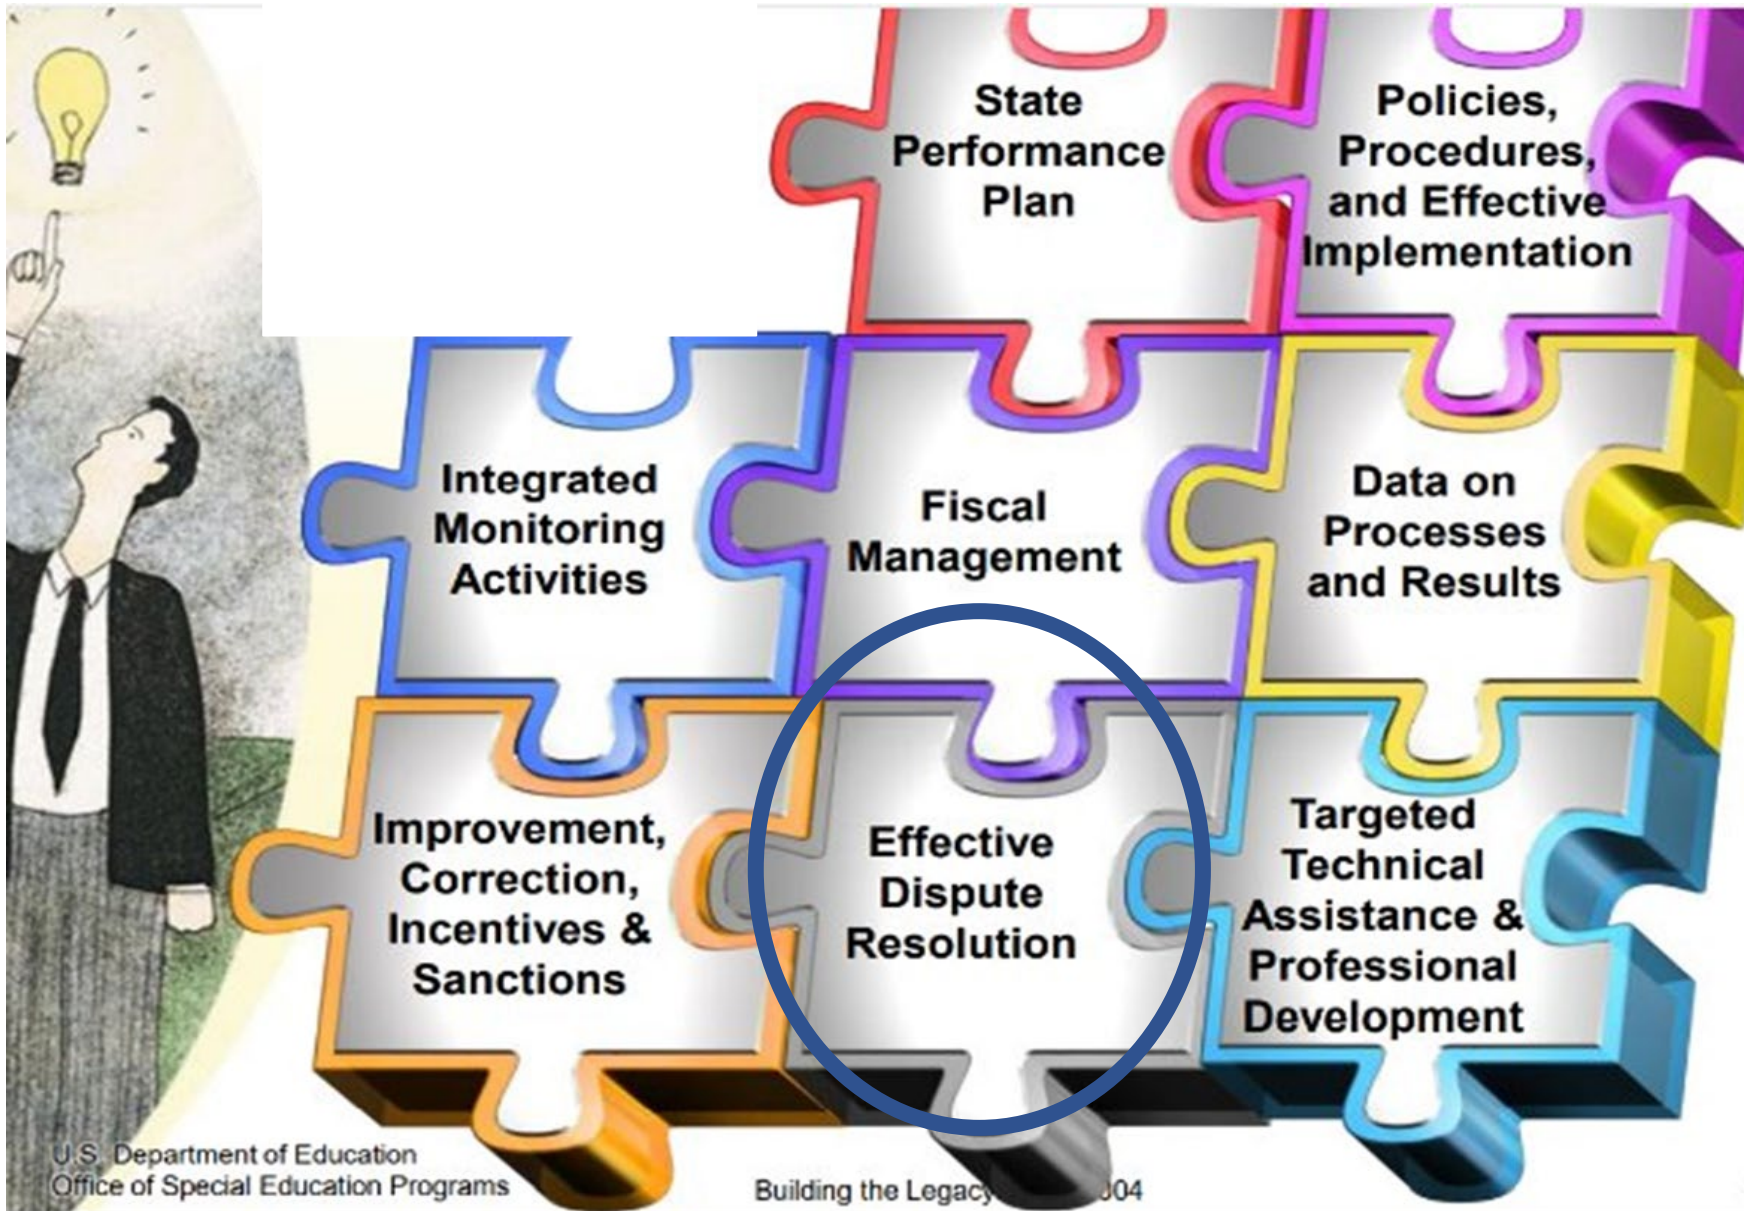 State
Performance
Plan
Policies,
Procedures,
and Effective
Implementation
Integrated
Monitoring
Activities
Fiscal
Management
Data on
Processes
and Results
Improvement,
Correction,
Incentives &
Sanctions
Effective
Dispute
Resolution
Targeted
Technical
Assistance &
Professional
Development
U.S. Department of Education
Office of Special Education Programs
Building the Legacy